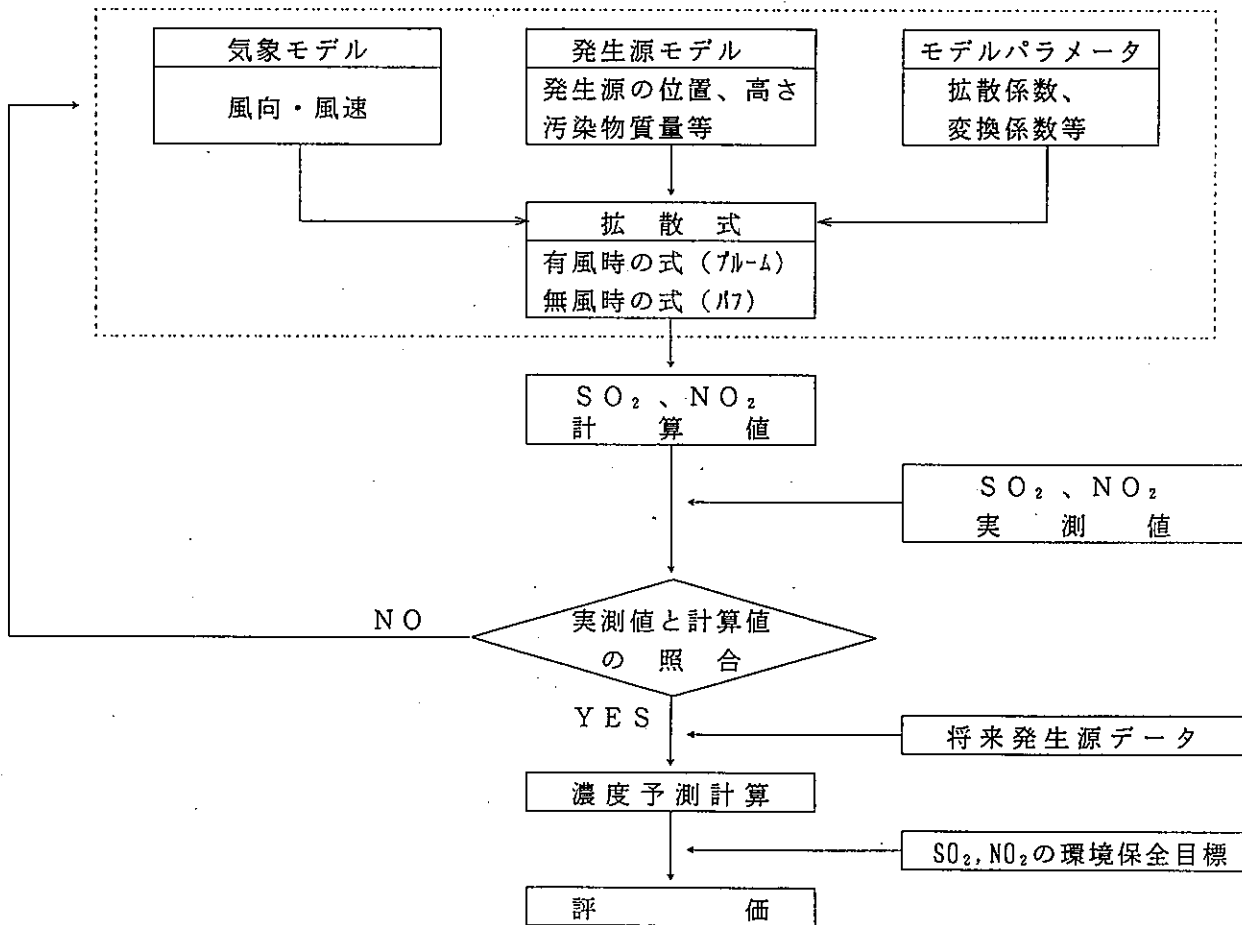 気象モデル
風向・風速
発生源モデル
発生源の位置、高さ
汚染物質量等
モデルパラメータ
拡散係数、
変換係数等
拡散式
有風時の式(プルーム)
無風時の式(パフ)
SO₂、NO₂
計算値
SO₂、NO₂
実測値
実測値と計算値
の照合
NO
YES
将来発生源データ
濃度予測計算
SO₂,NO₂の環境保全目標
評価